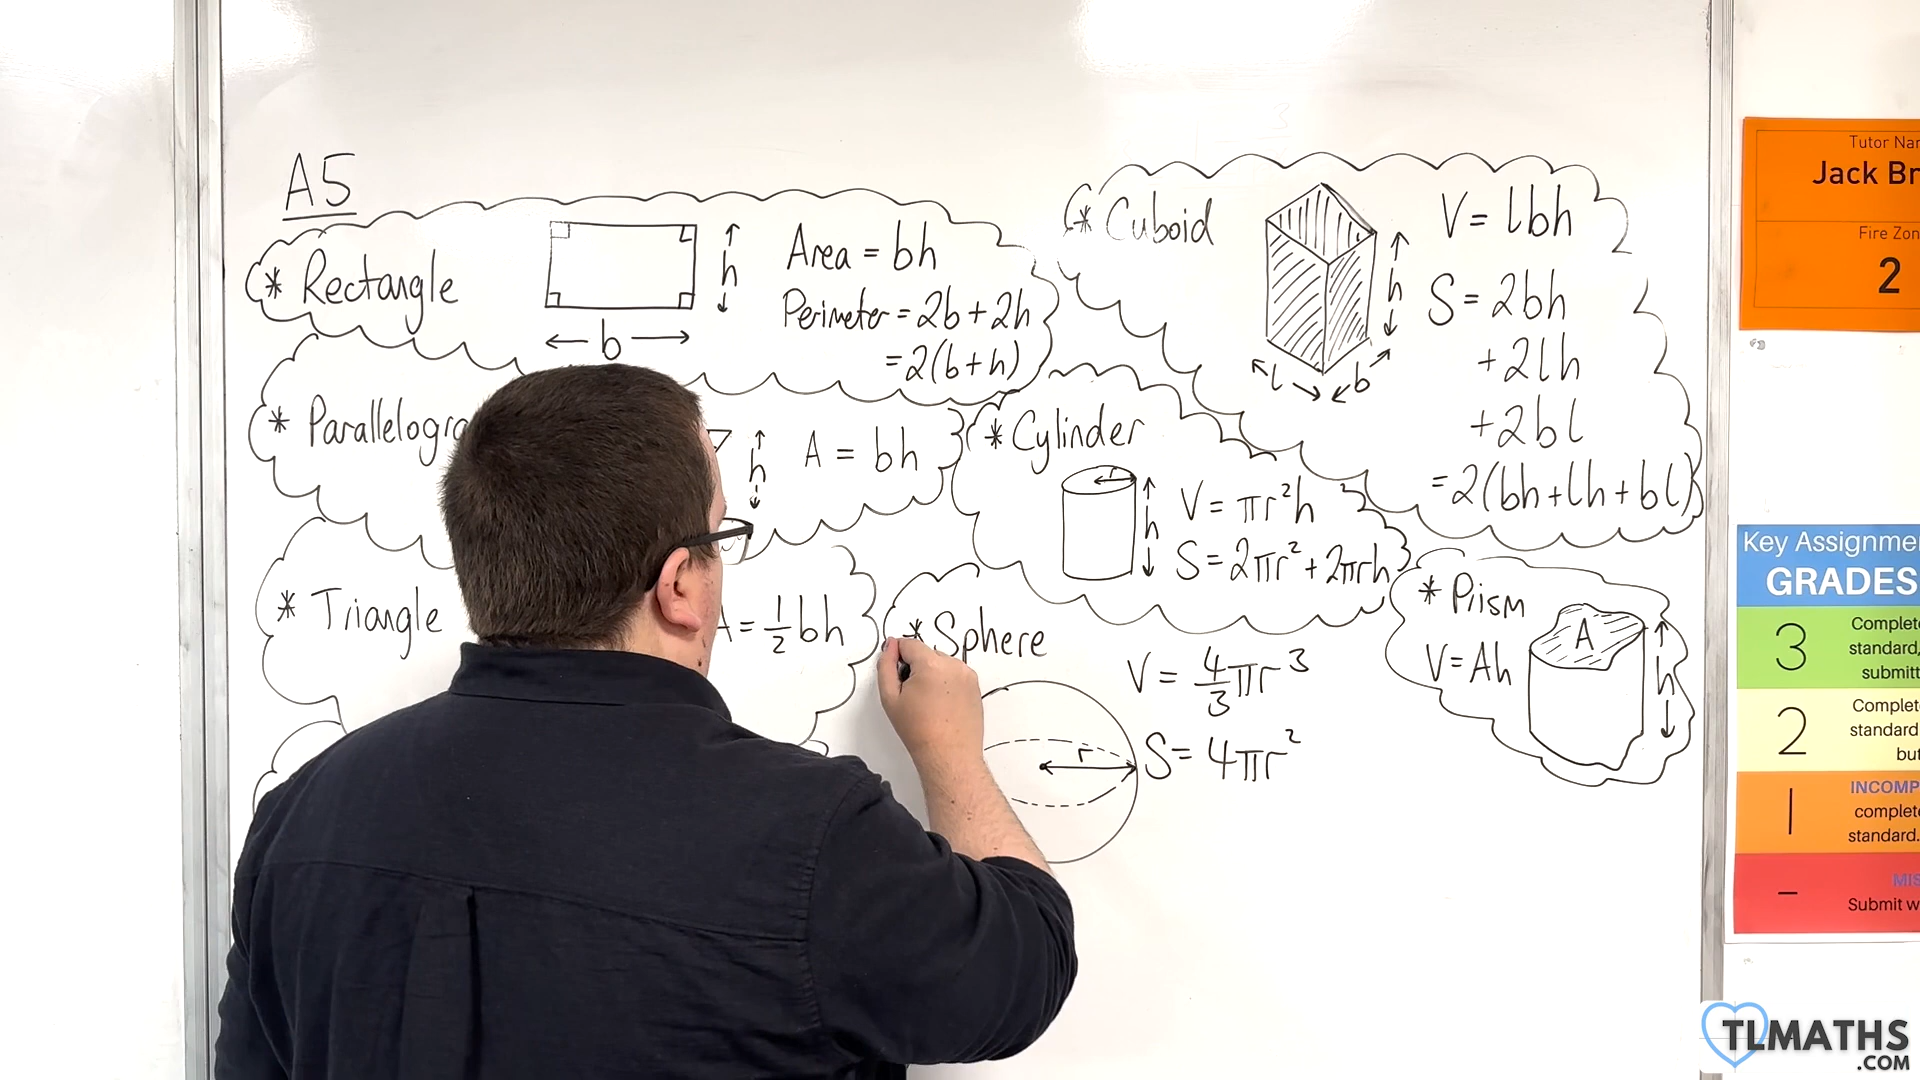 A5
* Rectangle
h
b
Area = bh
Perimeter = 2b + 2h
= 2(b + h)
* Parallelogra
h
A = bh
* Triangle
A = 1/2 bh
* Cuboid
l
b
h
V = lbh
S = 2bh
+ 2lh
+ 2bl
= 2(bh + lh + bl)
* Cylinder
r
h
V = πr²h
S = 2πr² + 2πrh
* Sphere
r
V = 4/3 πr³
S = 4πr²
* Prism
A
h
V = Ah
Tutor Nar
Jack Br
Fire Zon
2
Key Assignme
GRADES
3
Complete
standard,
submitt
2
Complet
standard
but
1
INCOMP
complete
standard.
–
MIS
Submit w
TLMATHS
.COM